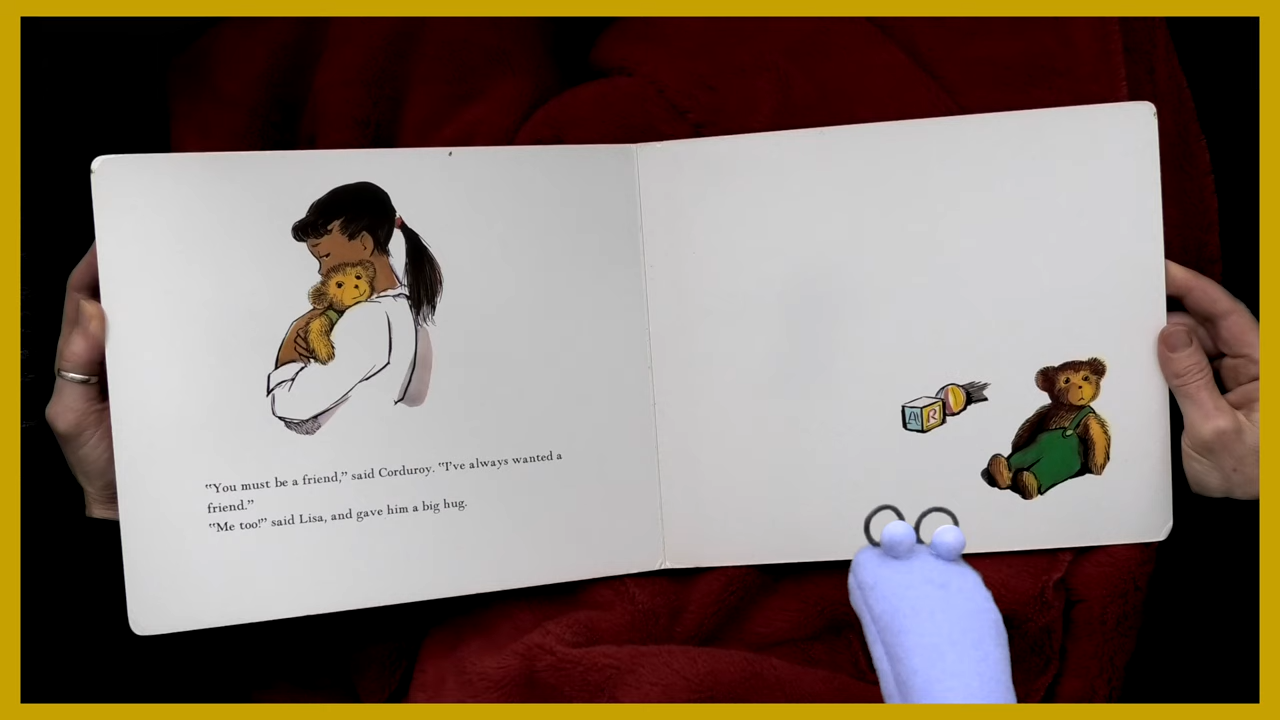 “You must be a friend,” said Corduroy. “I’ve always wanted a
friend.”
“Me too!” said Lisa, and gave him a big hug.
A R